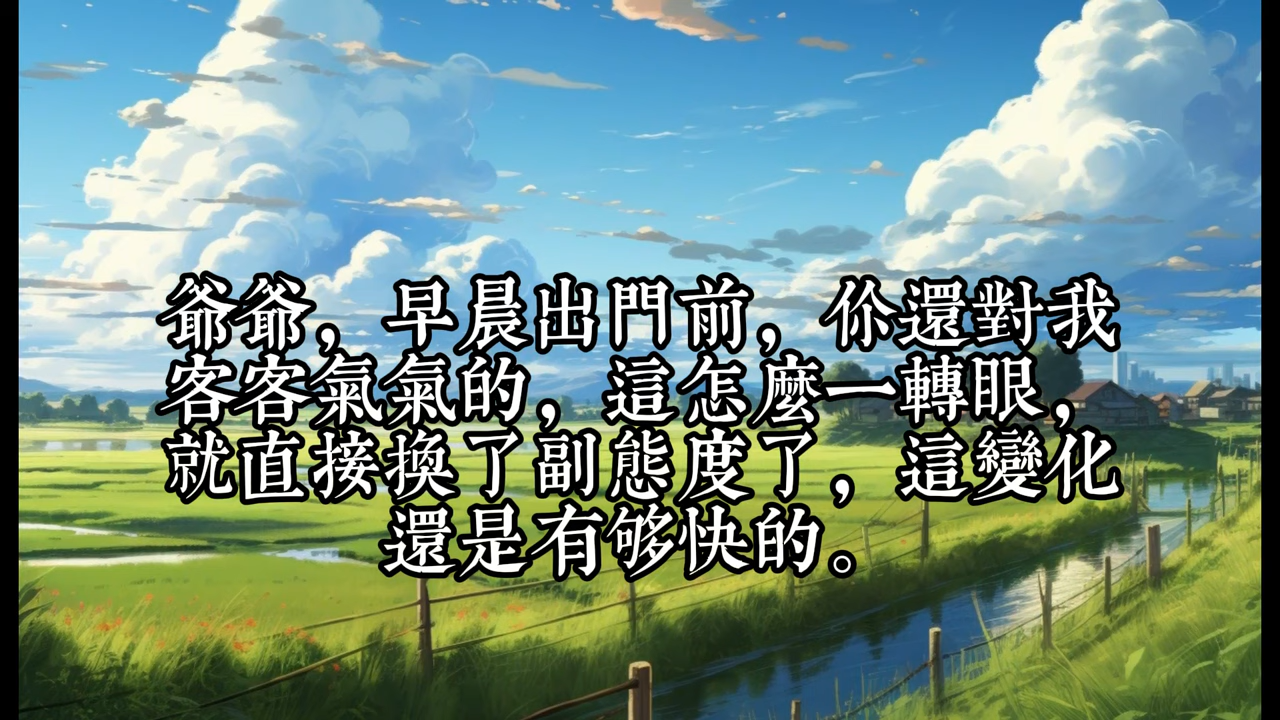 爺爺，早晨出門前，你還對我
客客氣氣的，這怎麼一轉眼，
就直接換了副態度了，這變化
還是有够快的。